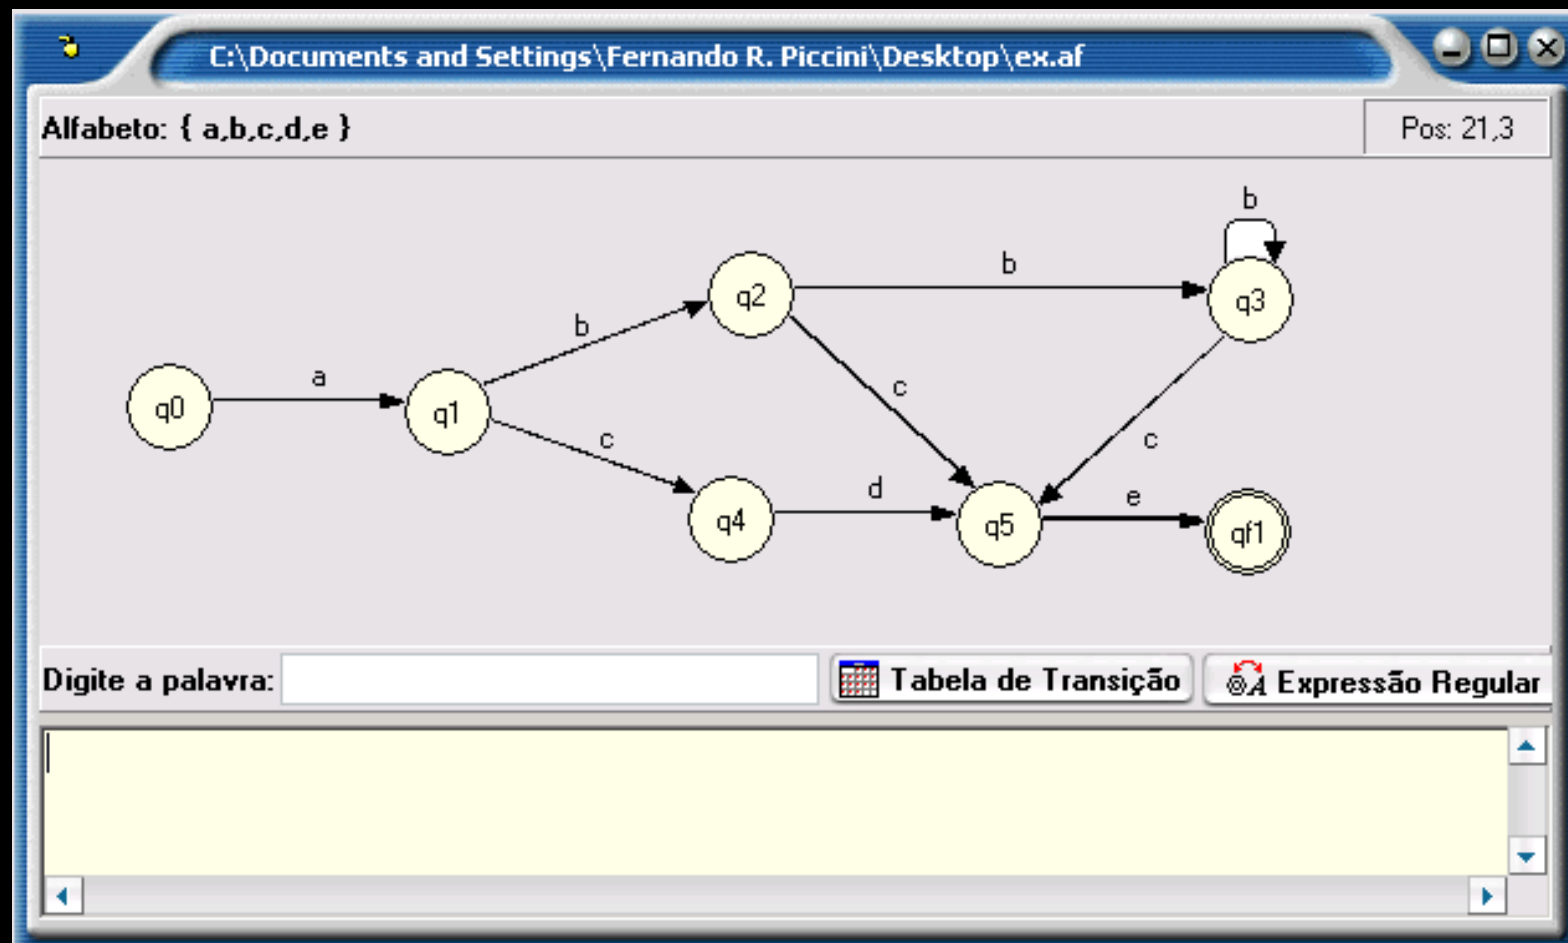 C:\Documents and Settings\Fernando R. Piccini\Desktop\ex.af
Alfabeto: { a,b,c,d,e }
Pos: 21,3
b
q2
b
q3
b
q0
a
q1
c
c
c
q4
d
q5
e
qf1
Digite a palavra:
Tabela de Transição
Expressão Regular